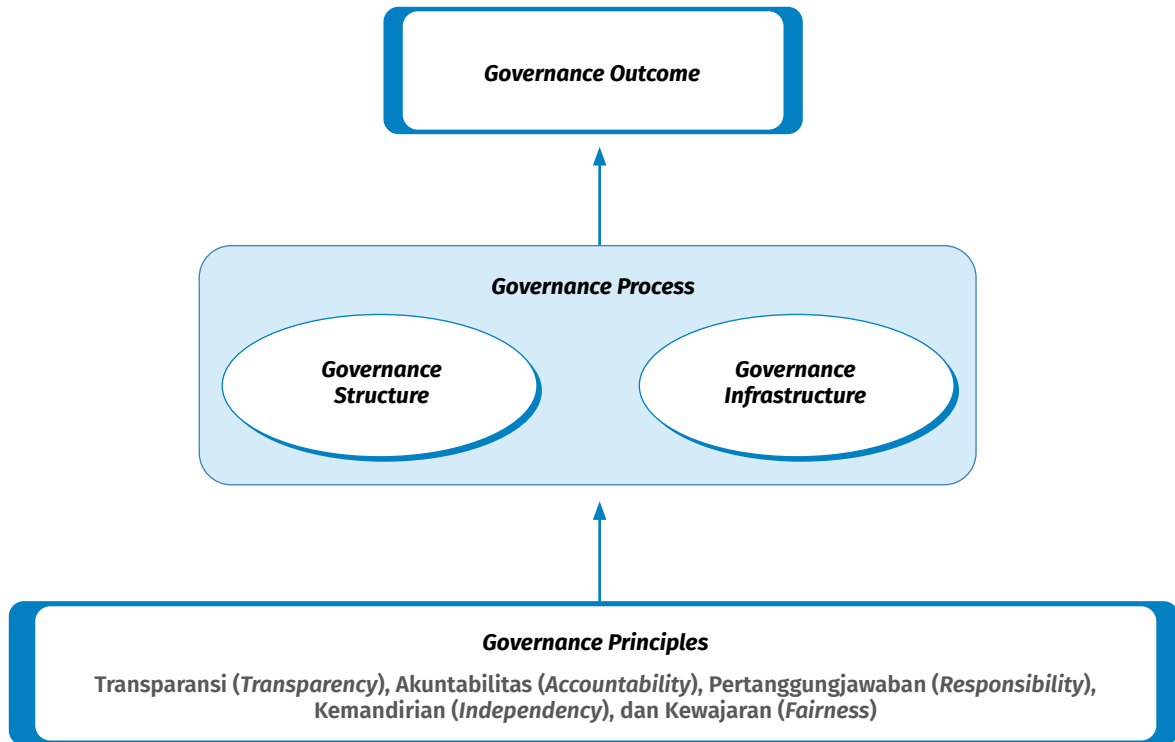 Governance Outcome
Governance Process
Governance
Structure
Governance
Infrastructure
Governance Principles
Transparansi (Transparency), Akuntabilitas (Accountability), Pertanggungjawaban (Responsibility),
Kemandirian (Independency), dan Kewajaran (Fairness)